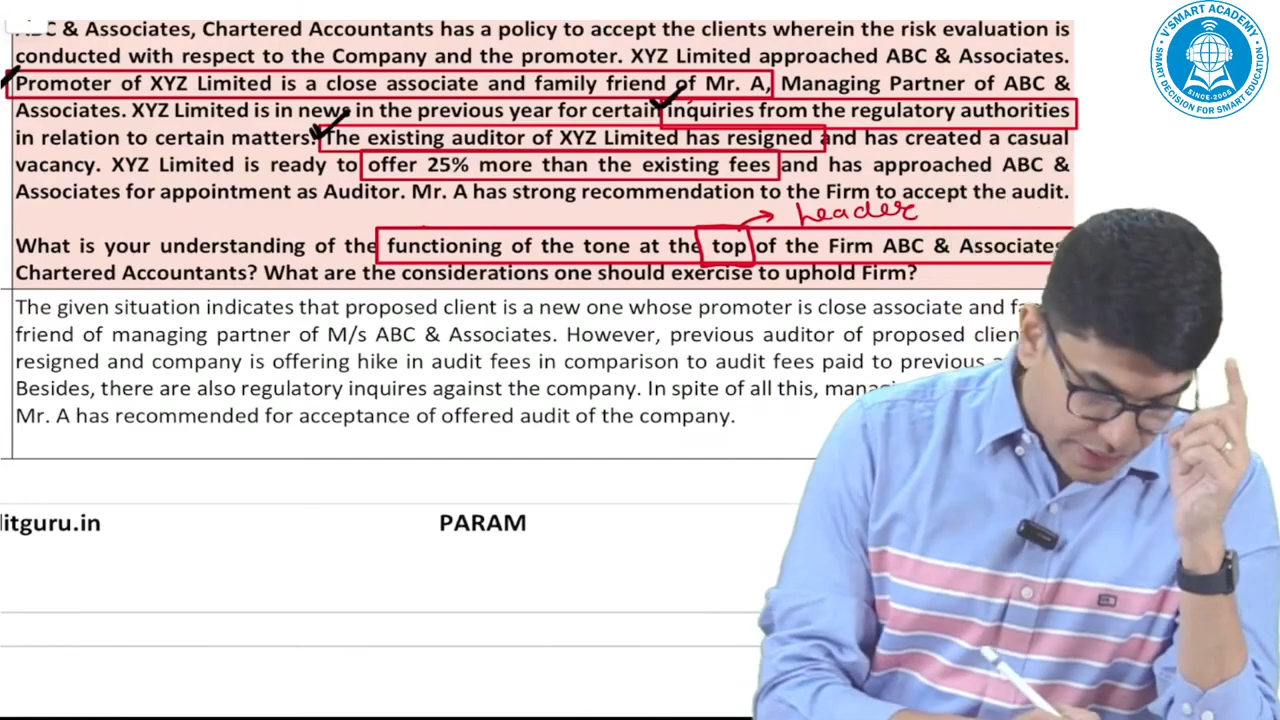 ABC & Associates, Chartered Accountants has a policy to accept the clients wherein the risk evaluation is
conducted with respect to the Company and the promoter. XYZ Limited approached ABC & Associates.
Promoter of XYZ Limited is a close associate and family friend of Mr. A, Managing Partner of ABC &
Associates. XYZ Limited is in news in the previous year for certain inquiries from the regulatory authorities
in relation to certain matters. The existing auditor of XYZ Limited has resigned and has created a casual
vacancy. XYZ Limited is ready to offer 25% more than the existing fees and has approached ABC &
Associates for appointment as Auditor. Mr. A has strong recommendation to the Firm to accept the audit.
header
What is your understanding of the functioning of the tone at the top of the Firm ABC & Associates
Chartered Accountants? What are the considerations one should exercise to uphold Firm?
The given situation indicates that proposed client is a new one whose promoter is close associate and
friend of managing partner of M/s ABC & Associates. However, previous auditor of proposed
resigned and company is offering hike in audit fees in comparison to audit fees paid to previous
Besides, there are also regulatory inquires against the company. In spite of all this,
Mr. A has recommended for acceptance of offered audit of the company.
litguru.in PARAM
V'SMART ACADEMY
SMART DECISION FOR SMART EDUCATION
SINCE-2005